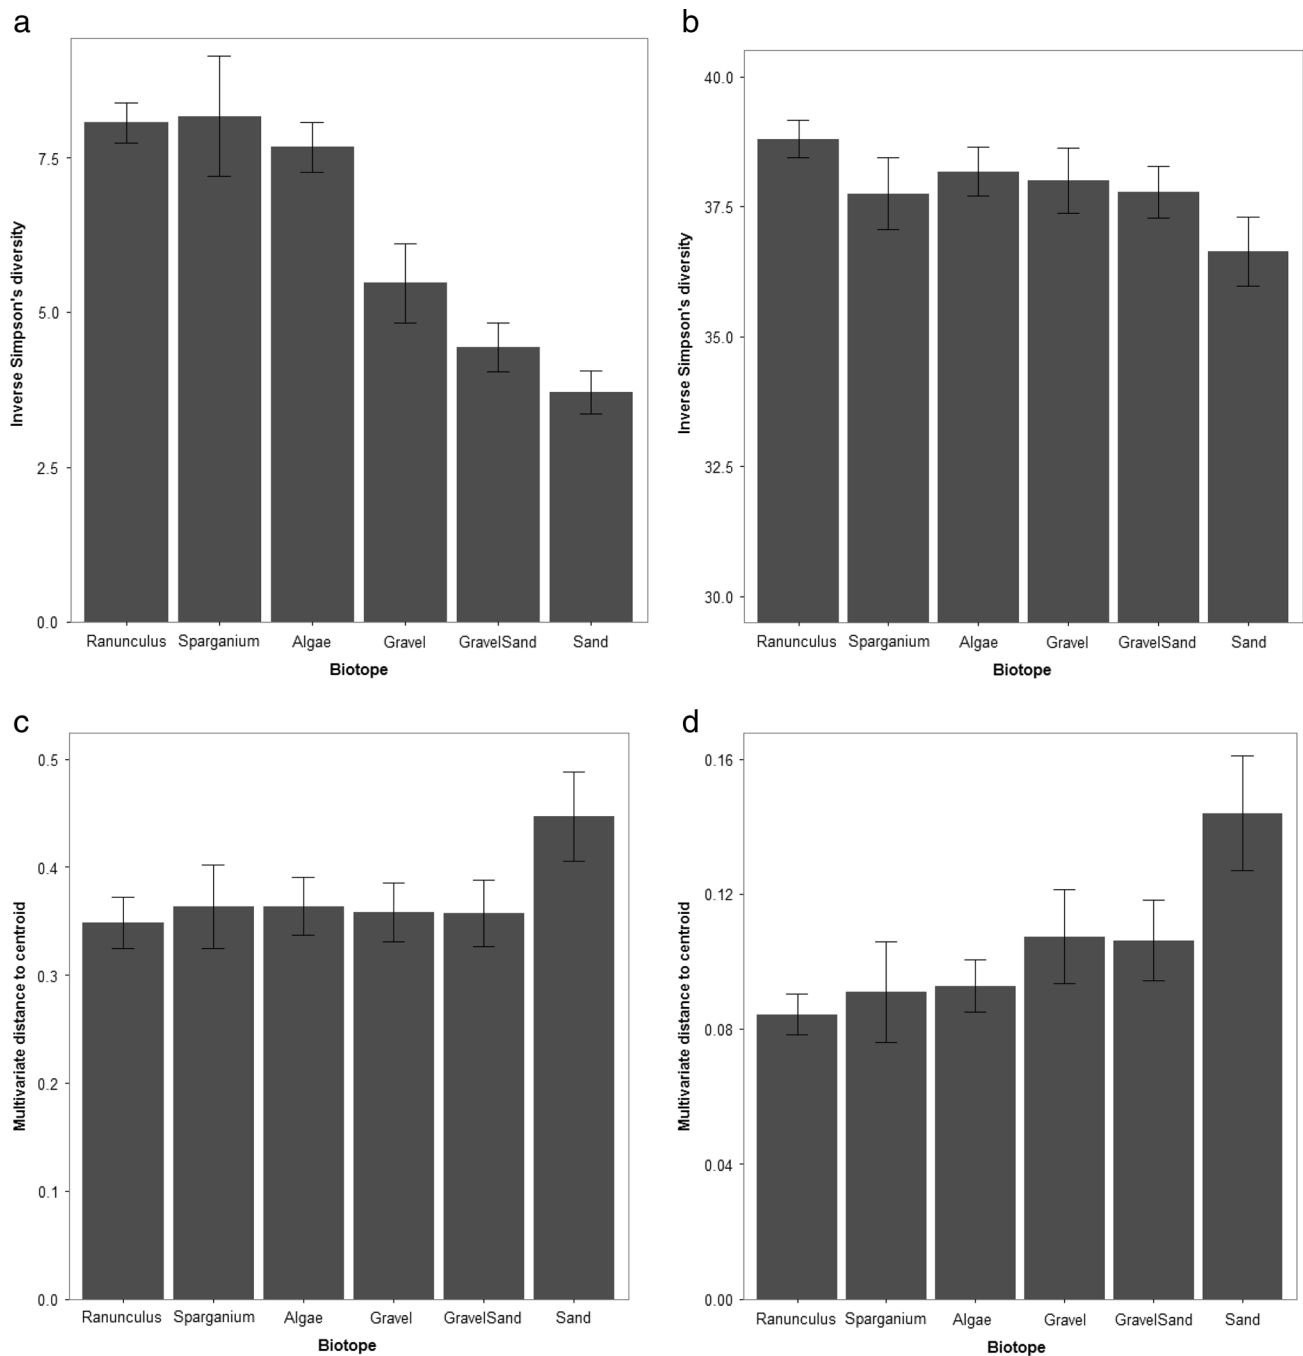 a
Inverse Simpson's diversity
7.5
5.0
2.5
0.0
Ranunculus Sparganium Algae Gravel GravelSand Sand
Biotope
b
Inverse Simpson's diversity
40.0
37.5
35.0
32.5
30.0
Ranunculus Sparganium Algae Gravel GravelSand Sand
Biotope
c
Multivariate distance to centroid
0.5
0.4
0.3
0.2
0.1
0.0
Ranunculus Sparganium Algae Gravel GravelSand Sand
Biotope
d
Multivariate distance to centroid
0.16
0.12
0.08
0.04
0.00
Ranunculus Sparganium Algae Gravel GravelSand Sand
Biotope